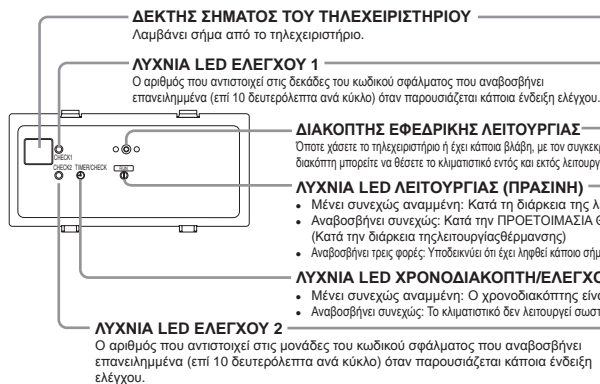 ΔΕΚΤΗΣ ΣΗΜΑΤΟΣ ΤΟΥ ΤΗΛΕΧΕΙΡΙΣΤΗΡΙΟΥ
Λαμβάνει σήμα από το τηλεχειριστήριο.
ΛΥΧΝΙΑ LED ΕΛΕΓΧΟΥ 1
Ο αριθμός που αντιστοιχεί στις δεκάδες του κωδικού σφάλματος που αναβοσβήνει
επανειλημμένα (επί 10 δευτερόλεπτα ανά κύκλο) όταν παρουσιάζεται κάποια ένδειξη ελέγχου.
ΔΙΑΚΟΠΤΗΣ ΕΦΕΔΡΙΚΗΣ ΛΕΙΤΟΥΡΓΙΑΣ
Όποτε χάσετε το τηλεχειριστήριο ή έχει κάποια βλάβη, με τον
διακόπτη μπορείτε να θέσετε το κλιματιστικό εντός και εκτός
CHECK1
CHECK2 TIMER/CHECK RUN
ΛΥΧΝΙΑ LED ΛΕΙΤΟΥΡΓΙΑΣ (ΠΡΑΣΙΝΗ)
• Μένει συνεχώς αναμμένη: Κατά τη διάρκεια της
• Αναβοσβήνει συνεχώς: Κατά την ΠΡΟΕΤΟΙΜΑΣΙΑ
(Κατά την διάρκεια τηςλειτουργίαςθέρμανσης)
• Αναβοσβήνει τρεις φορές: Υποδεικνύει ότι έχει ληφθεί κάποιο
ΛΥΧΝΙΑ LED ΧΡΟΝΟΔΙΑΚΟΠΤΗ/ΕΛΕΓΧΟ
• Μένει συνεχώς αναμμένη: Ο χρονοδιακόπτης
• Αναβοσβήνει συνεχώς: Το κλιματιστικό δεν λειτουργεί
ΛΥΧΝΙΑ LED ΕΛΕΓΧΟΥ 2
Ο αριθμός που αντιστοιχεί στις μονάδες του κωδικού σφάλματος που αναβοσβήνει
επανειλημμένα (επί 10 δευτερόλεπτα ανά κύκλο) όταν παρουσιάζεται κάποια ένδειξη
ελέγχου.